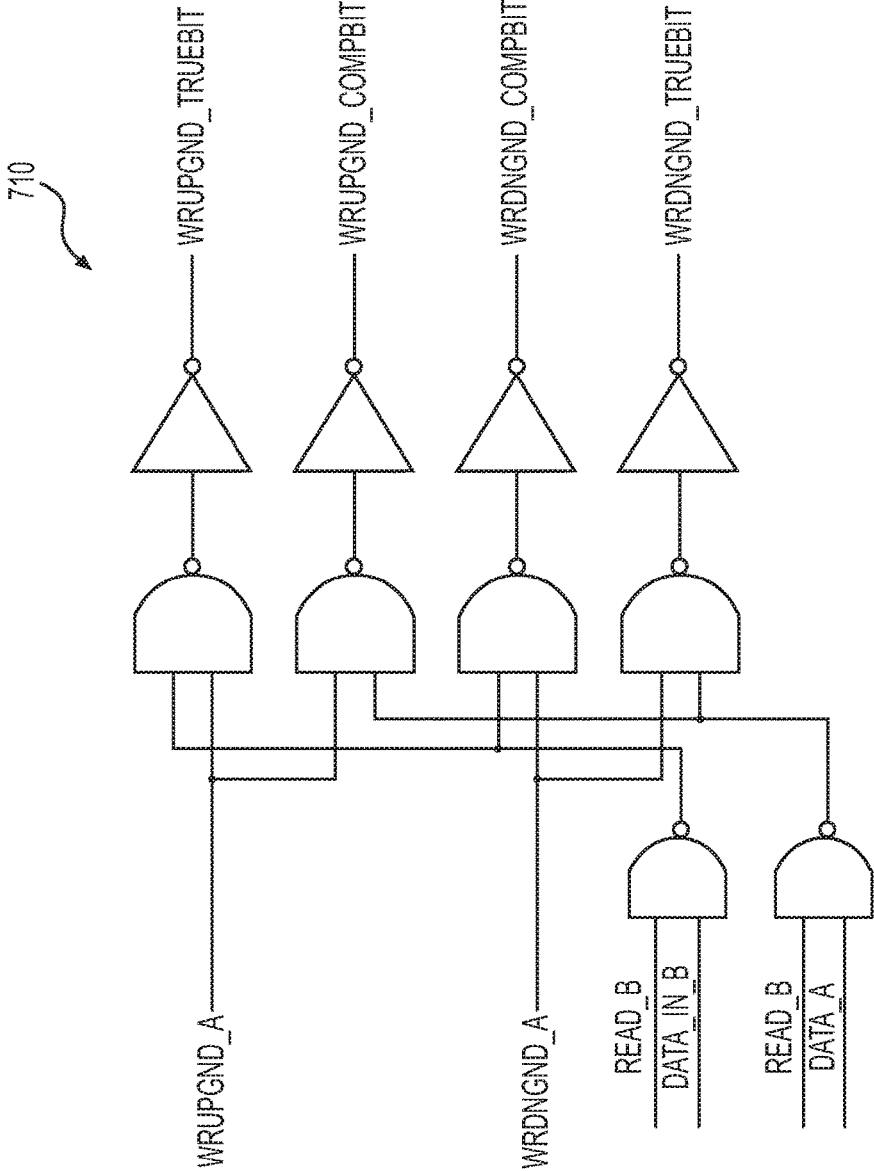 710
WRUPGND_TRUEBIT
WRUPGND_COMPBIT
WRDNGND_COMPBIT
WRDNGND_TRUEBIT
WRUPGND_A
WRDNGND_A
READ_B
DATA_IN_B
READ_B
DATA_A